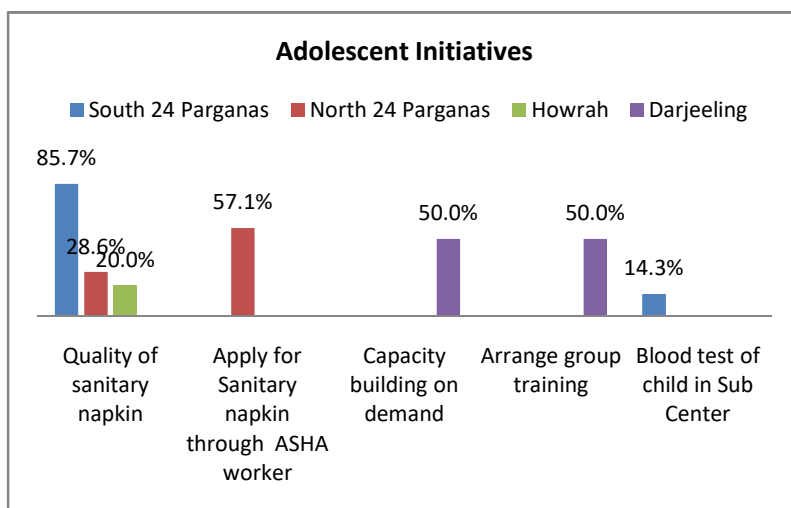 Adolescent Initiatives
South 24 Parganas North 24 Parganas Howrah Darjeeling
85.7%
28.6%
20.0%
57.1%
50.0%
50.0%
14.3%
Quality of
sanitary
napkin
Apply for
Sanitary
napkin
through ASHA
worker
Capacity
building on
demand
Arrange group
training
Blood test of
child in Sub
Center